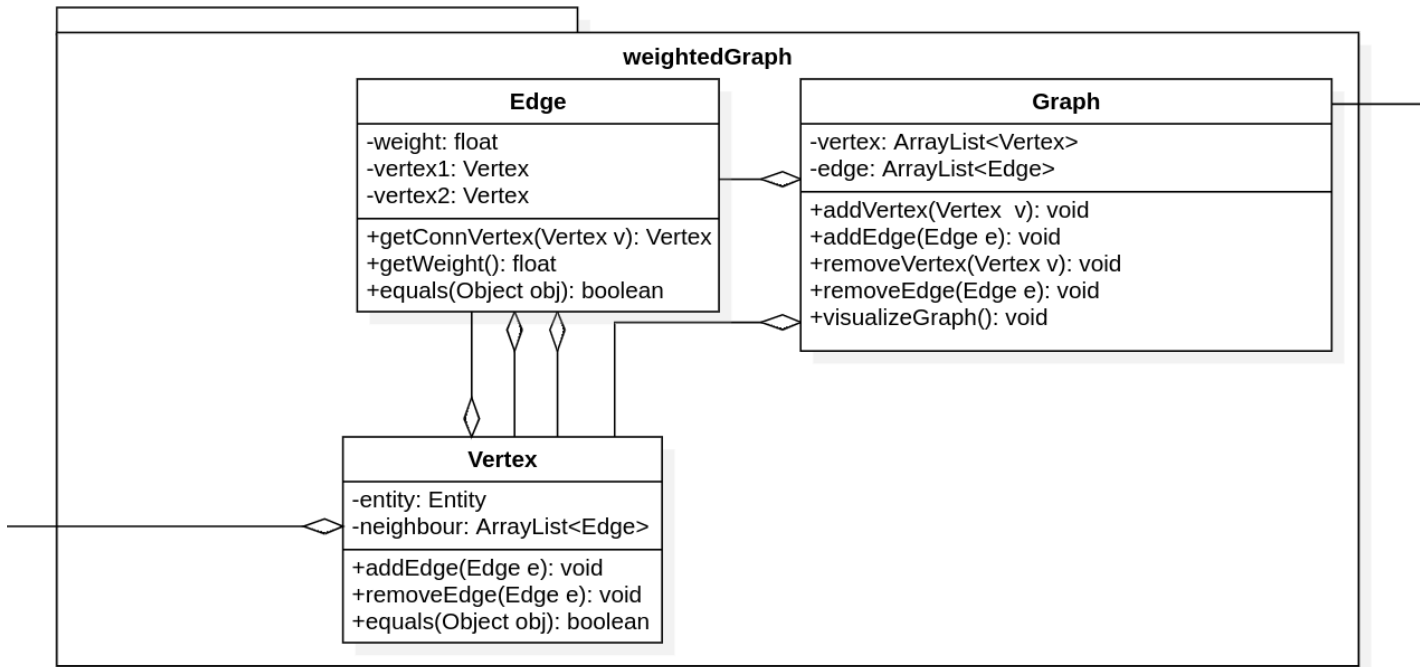 weightedGraph
Edge
-weight: float
-vertex1: Vertex
-vertex2: Vertex
+getConnVertex(Vertex v): Vertex
+getWeight(): float
+equals(Object obj): boolean
Graph
-vertex: ArrayList<Vertex>
-edge: ArrayList<Edge>
+addVertex(Vertex  v): void
+addEdge(Edge e): void
+removeVertex(Vertex v): void
+removeEdge(Edge e): void
+visualizeGraph(): void
Vertex
-entity: Entity
-neighbour: ArrayList<Edge>
+addEdge(Edge e): void
+removeEdge(Edge e): void
+equals(Object obj): boolean